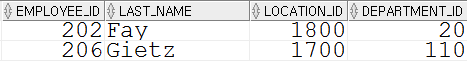 EMPLOYEE_ID LAST_NAME LOCATION_ID DEPARTMENT_ID
202 Fay 1800 20
206 Gietz 1700 110